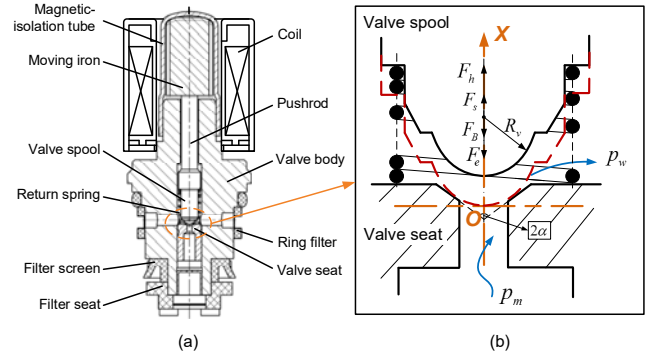 Magnetic-
isolation tube
Moving iron
Coil
Pushrod
Valve spool
Valve body
Return spring
Ring filter
Filter screen
Valve seat
Filter seat
(a)
Valve spool
X
F_h
F_s
F_B
R_v
F_e
p_w
O
Valve seat
2α
p_m
(b)